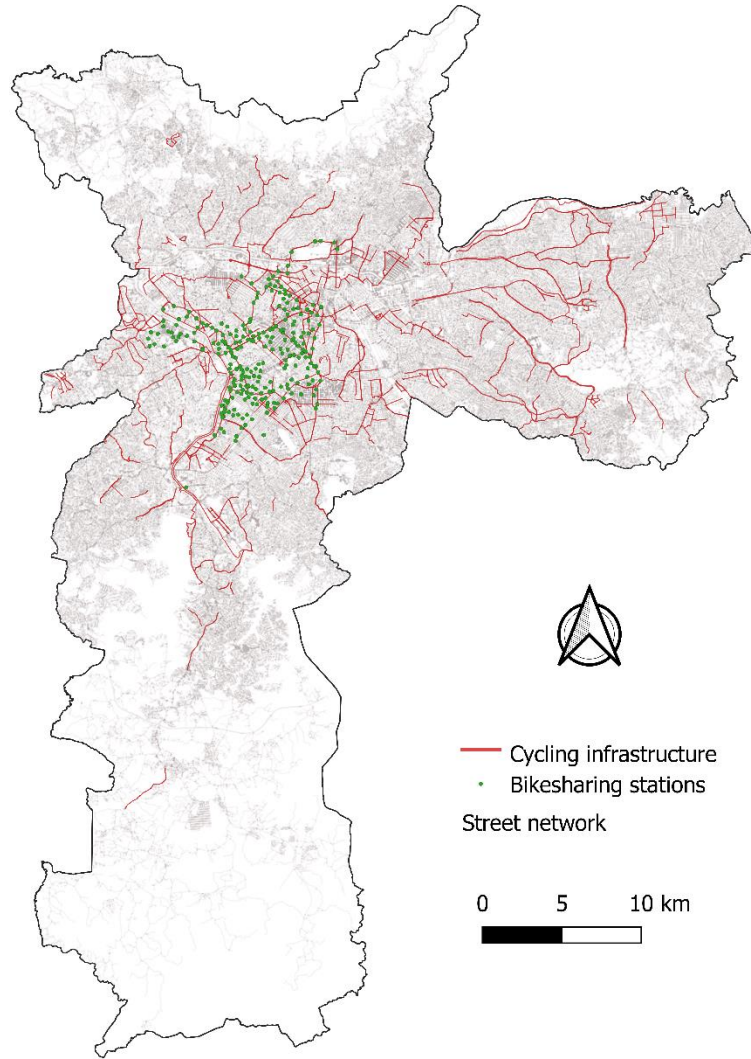 Cycling infrastructure
Bikesharing stations
Street network
0 5 10 km